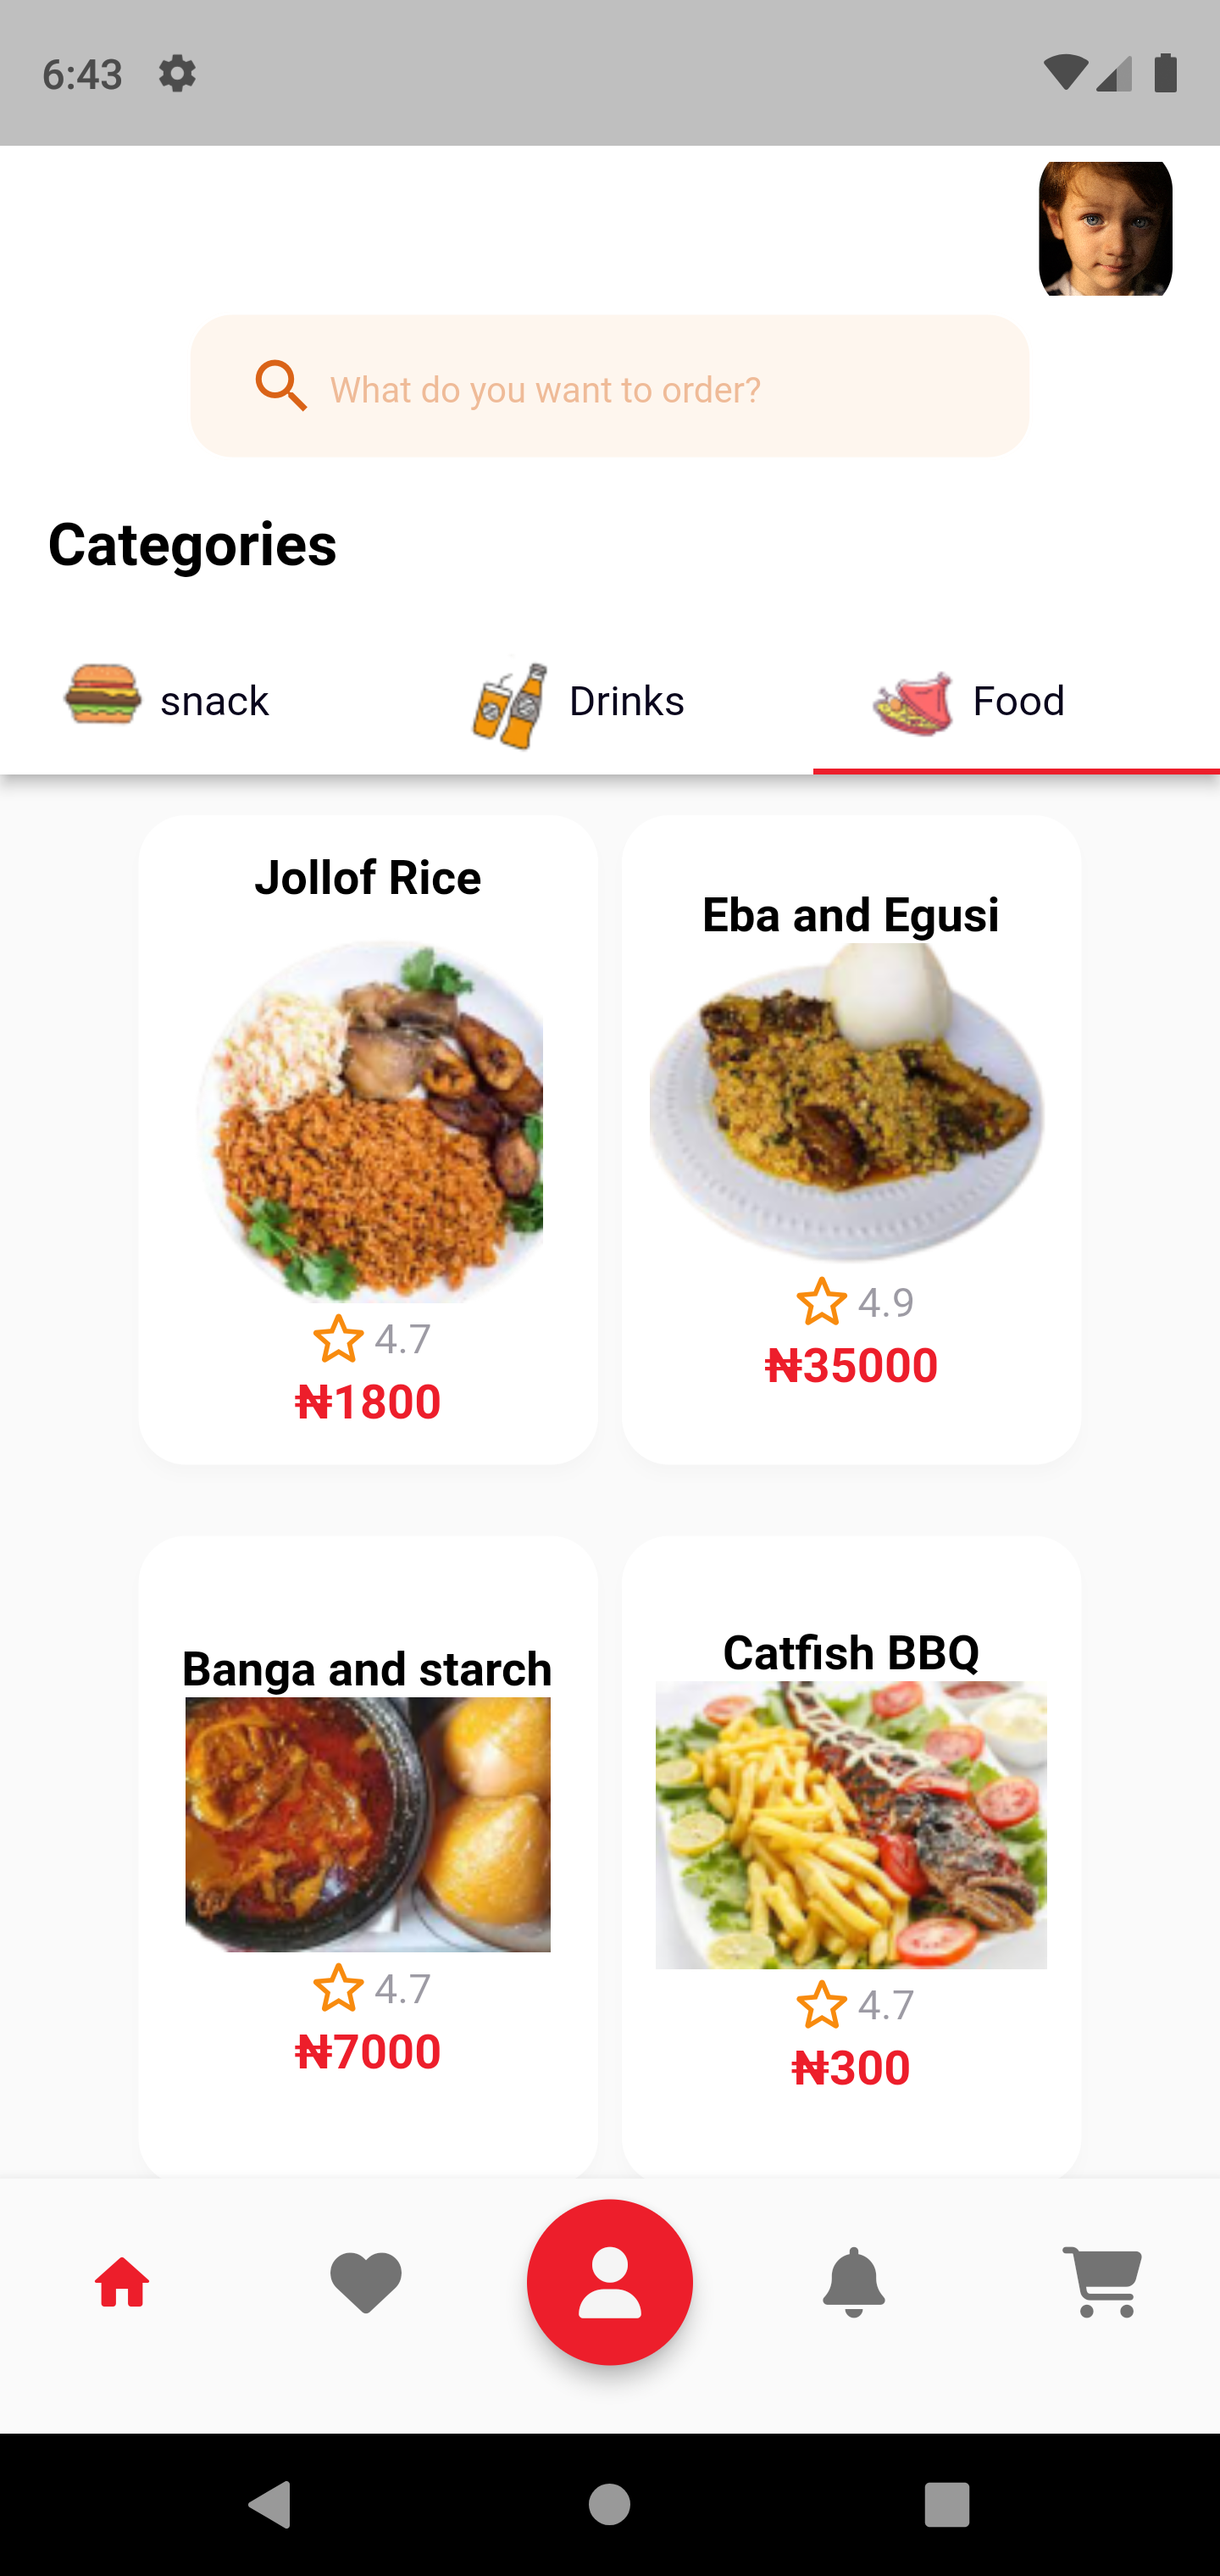 6:43
What do you want to order?
Categories
snack
Drinks
Food
Jollof Rice
4.7
₦1800
Eba and Egusi
4.9
₦35000
Banga and starch
4.7
₦7000
Catfish BBQ
4.7
₦300